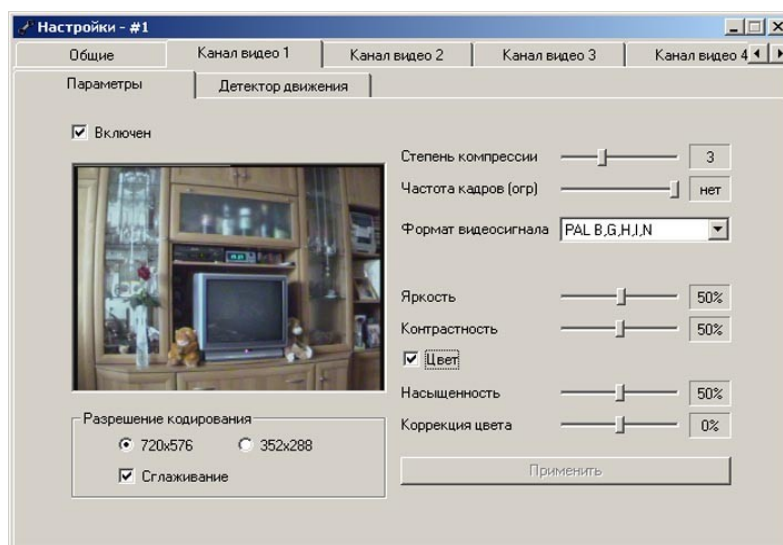 Настройки - #1
Общие
Канал видео 1
Канал видео 2
Канал видео 3
Канал видео 4
Параметры
Детектор движения
Включен
Степень компрессии 3
Частота кадров (огр) нет
Формат видеосигнала PAL B,G,H,I,N
Яркость 50%
Контрастность 50%
Цвет
Насыщенность 50%
Коррекция цвета 0%
Разрешение кодирования
720x576 352x288
Сглаживание
Применить